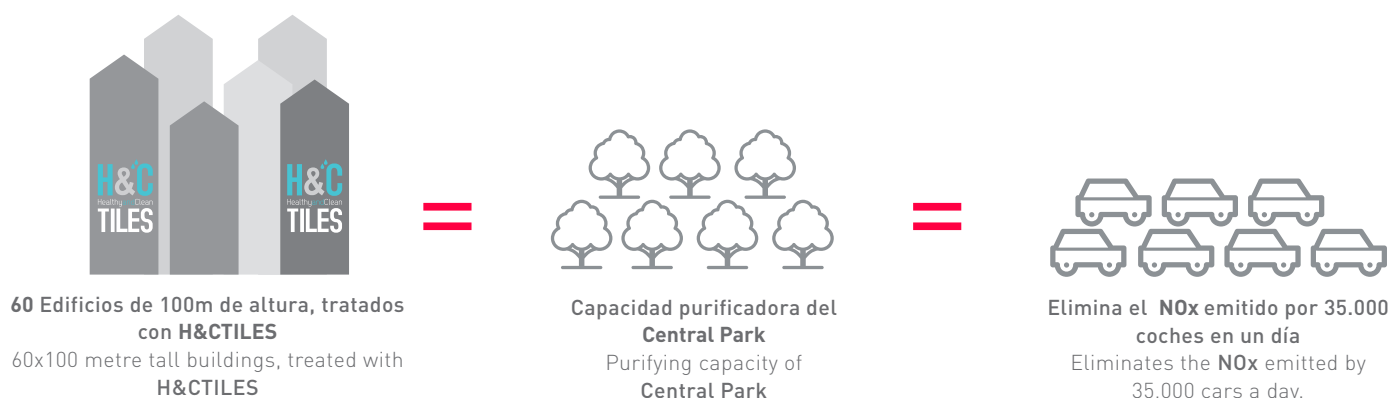 H&C
HealthyandClean
TILES
H&C
HealthyandClean
TILES
60 Edificios de 100m de altura, tratados
con H&CTILES
60x100 metre tall buildings, treated with
H&CTILES
=
Capacidad purificadora del
Central Park
Purifying capacity of
Central Park
=
Elimina el NOx emitido por 35.000
coches en un día
Eliminates the NOx emitted by
35.000 cars a day.